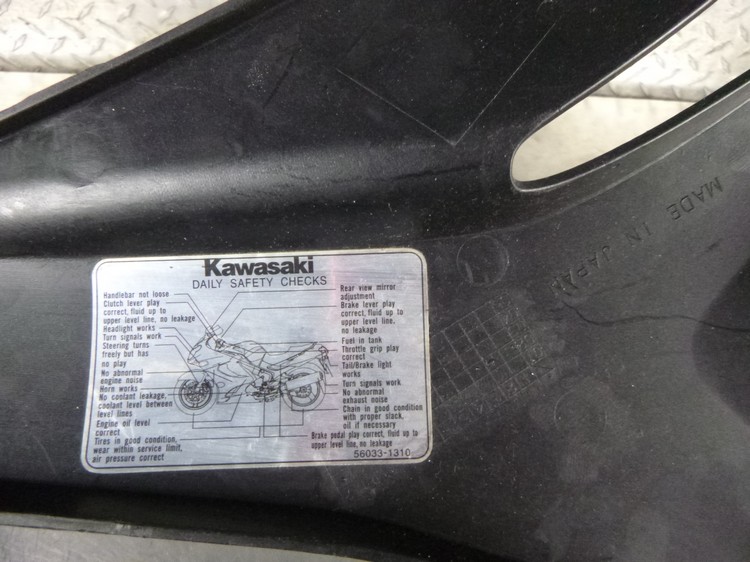 Kawasaki
DAILY SAFETY CHECKS
Handlebar not loose
Clutch lever play
correct, fluid up to
upper level line, no leakage
Headlight works
Turn signals work
Steering turns
freely but has
no play
No abnormal
engine noise
Horn works
No coolant leakage,
coolant level between
level lines
Engine oil level
correct
Tires in good condition,
wear within service limit,
air pressure correct
Rear view mirror
adjustment
Brake lever play
correct, fluid up to
upper level line,
no leakage
Fuel in tank
Throttle grip play
correct
Tail/Brake light
works
Turn signals work
No abnormal
exhaust noise
Chain in good condition
with proper slack,
oil if necessary
Brake pedal play correct, fluid up to
upper level line, no leakage
56033-1310
MADE IN JAPAN